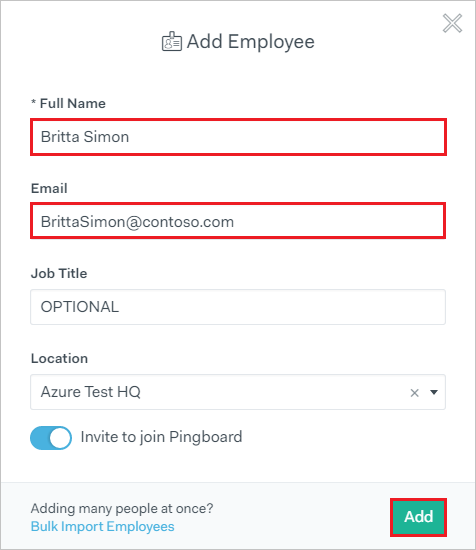 Add Employee
* Full Name
Britta Simon
Email
BrittaSimon@contoso.com
Job Title
OPTIONAL
Location
Azure Test HQ
Invite to join Pingboard
Adding many people at once?
Bulk Import Employees
Add